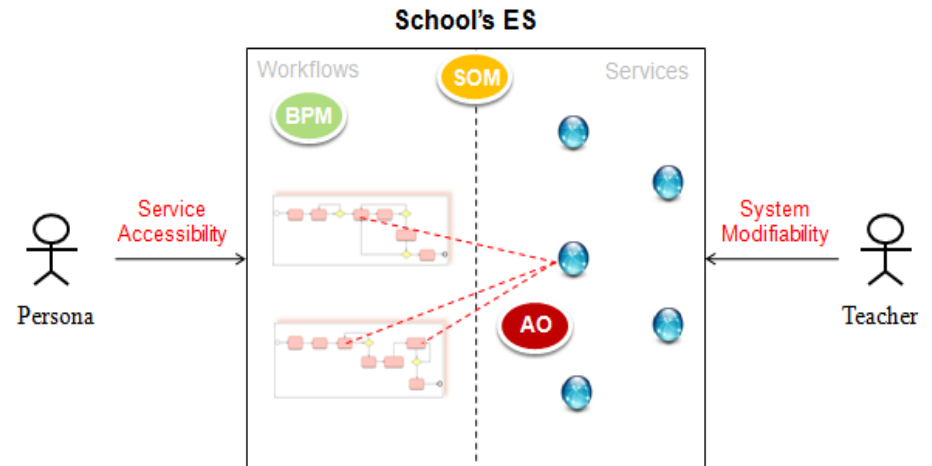 School's ES
Workflows
SOM
Services
BPM
Service
Accessibility
System
Modifiability
Persona
AO
Teacher